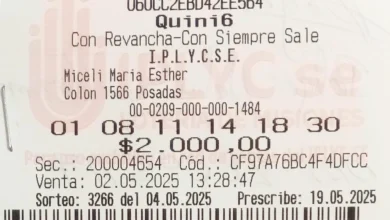 Quini6
Con Revancha-Con Siempre Sale
I.P.L.Y.C.S.E.
Miceli Maria Esther
Colon 1566 Posadas
00-0209-000-000-1484
01 08 11 14 18 30
$2.000,00
Sec.: 200004654 Cód.: CF97A76BC4F4DFCC
Venta: 02.05.2025 13:28:47
Sorteo: 3266 del 04.05.2025 Prescribe: 19.05.2025